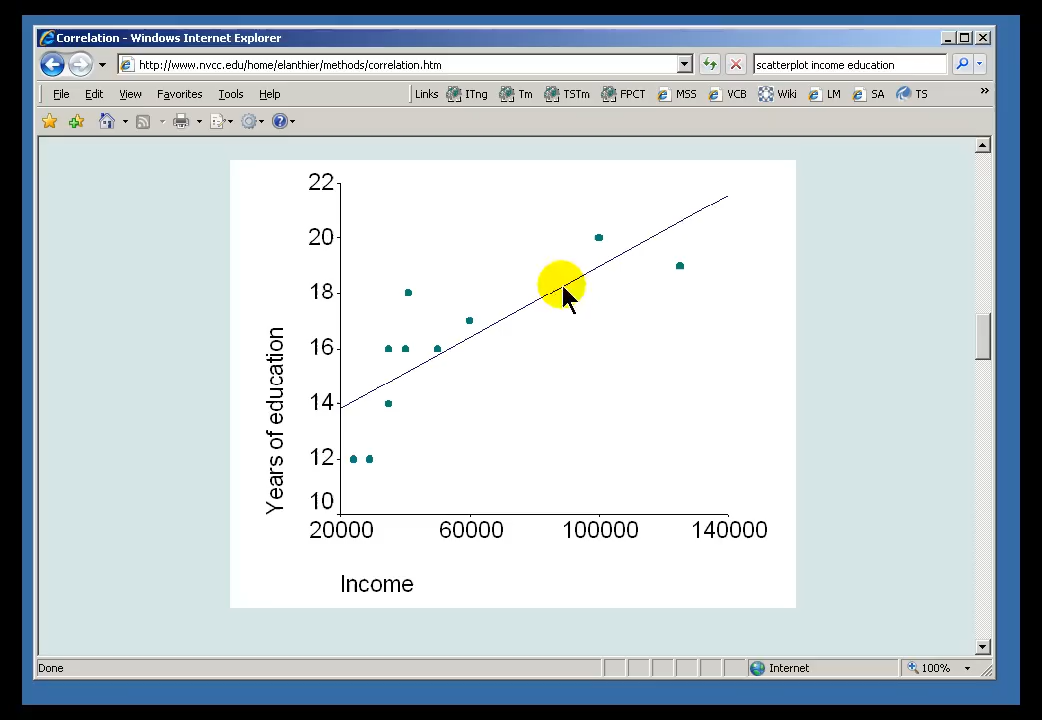 Correlation - Windows Internet Explorer
http://www.nvcc.edu/home/elanthier/methods/correlation.htm
scatterplot income education
File Edit View Favorites Tools Help
Links ITng Tm TSTm FPCT MSS VCB Wiki LM SA TS »
22
20
18
16
14
12
10
Years of education
20000 60000 100000 140000
Income
Done
Internet
100%